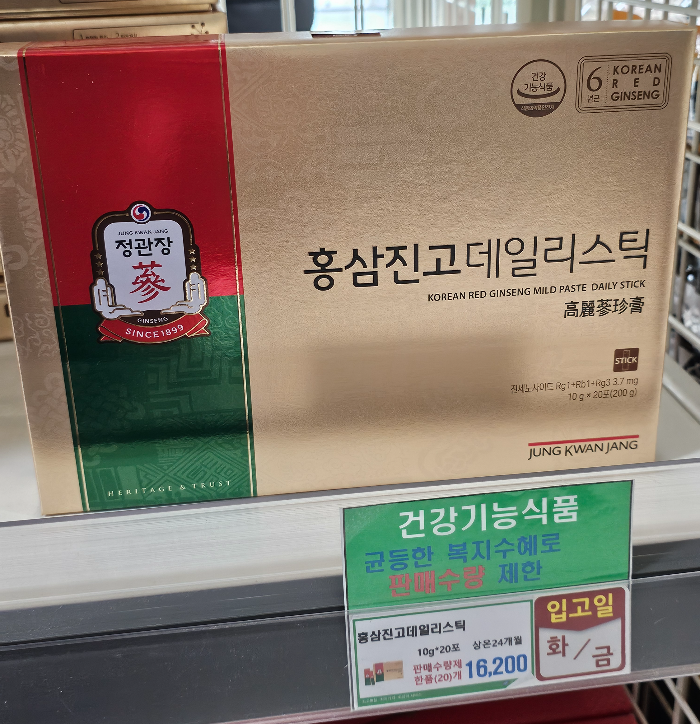 건강
기능식품
6
년근
KOREAN
RED
GINSENG
JUNG KWAN JANG
정관장
蔘
GINSENG
SINCE 1899
홍삼진고데일리스틱
KOREAN RED GINSENG MILD PASTE DAILY STICK
高麗蔘珍膏
STICK
진세노사이드 Rg1+Rb1+Rg3 3.7 mg
10 g × 20포(200 g)
JUNG KWAN JANG
HERITAGE & TRUST
건강기능식품
균등한 복지수혜로
판매수량 제한
홍삼진고데일리스틱
10g*20포 상온24개월
판매수량제
한품(20)개
16,200
입고일
화/금